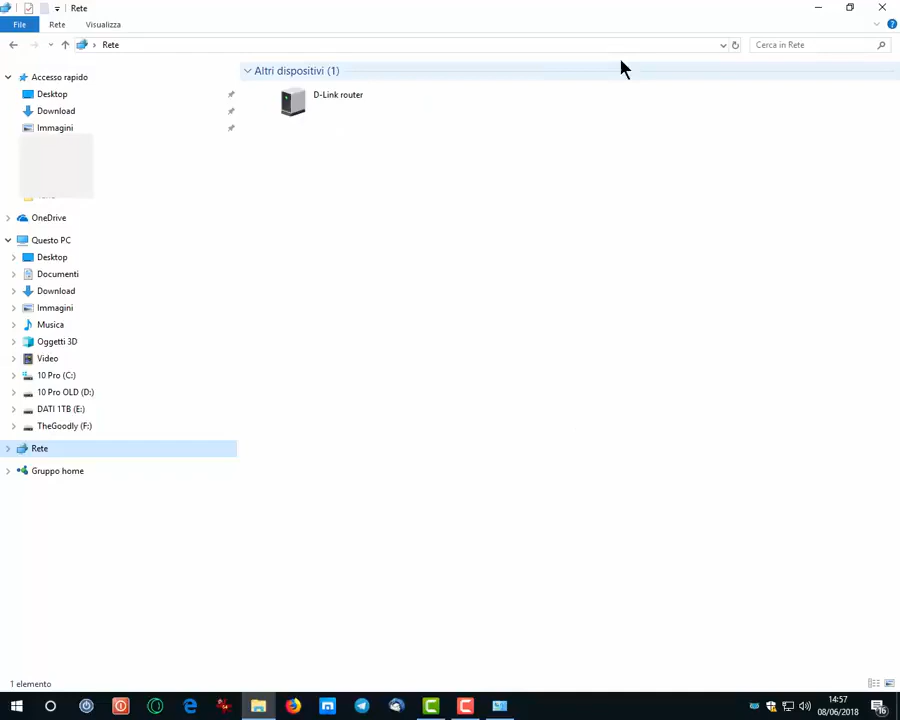 Rete
File
Rete
Visualizza
Rete
Cerca in Rete
Accesso rapido
Desktop
Download
Immagini
OneDrive
Questo PC
Desktop
Documenti
Download
Immagini
Musica
Oggetti 3D
Video
10 Pro (C:)
10 Pro OLD (D:)
DATI 1TB (E:)
TheGoodly (F:)
Rete
Gruppo home
Altri dispositivi (1)
D-Link router
1 elemento
14:57
08/06/2018
16